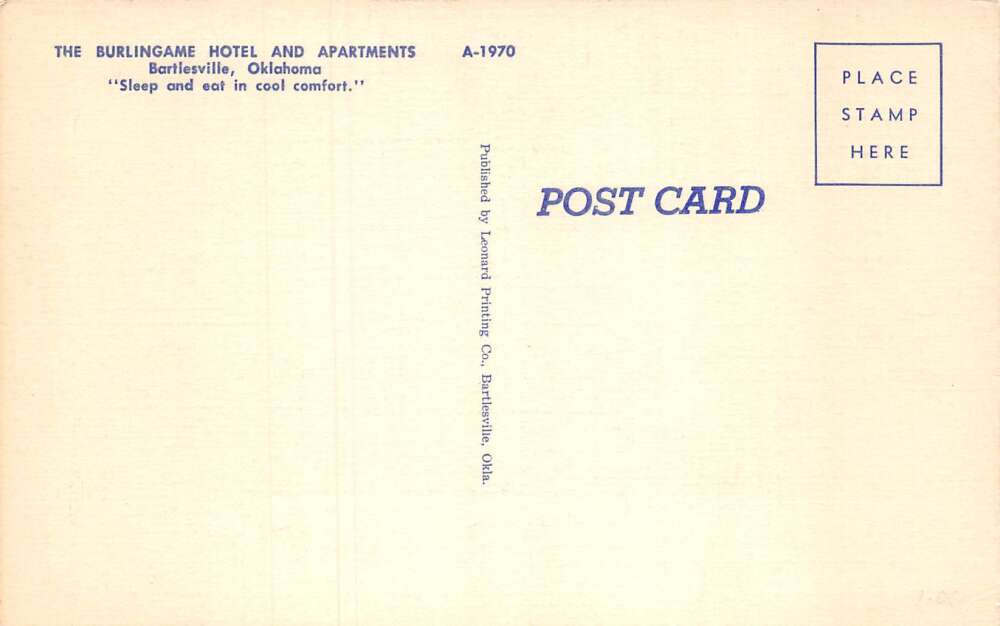 THE BURLINGAME HOTEL AND APARTMENTS A-1970
Bartlesville, Oklahoma
"Sleep and eat in cool comfort."
PLACE
STAMP
HERE
POST CARD
Published by Leonard Printing Co., Bartlesville, Okla.